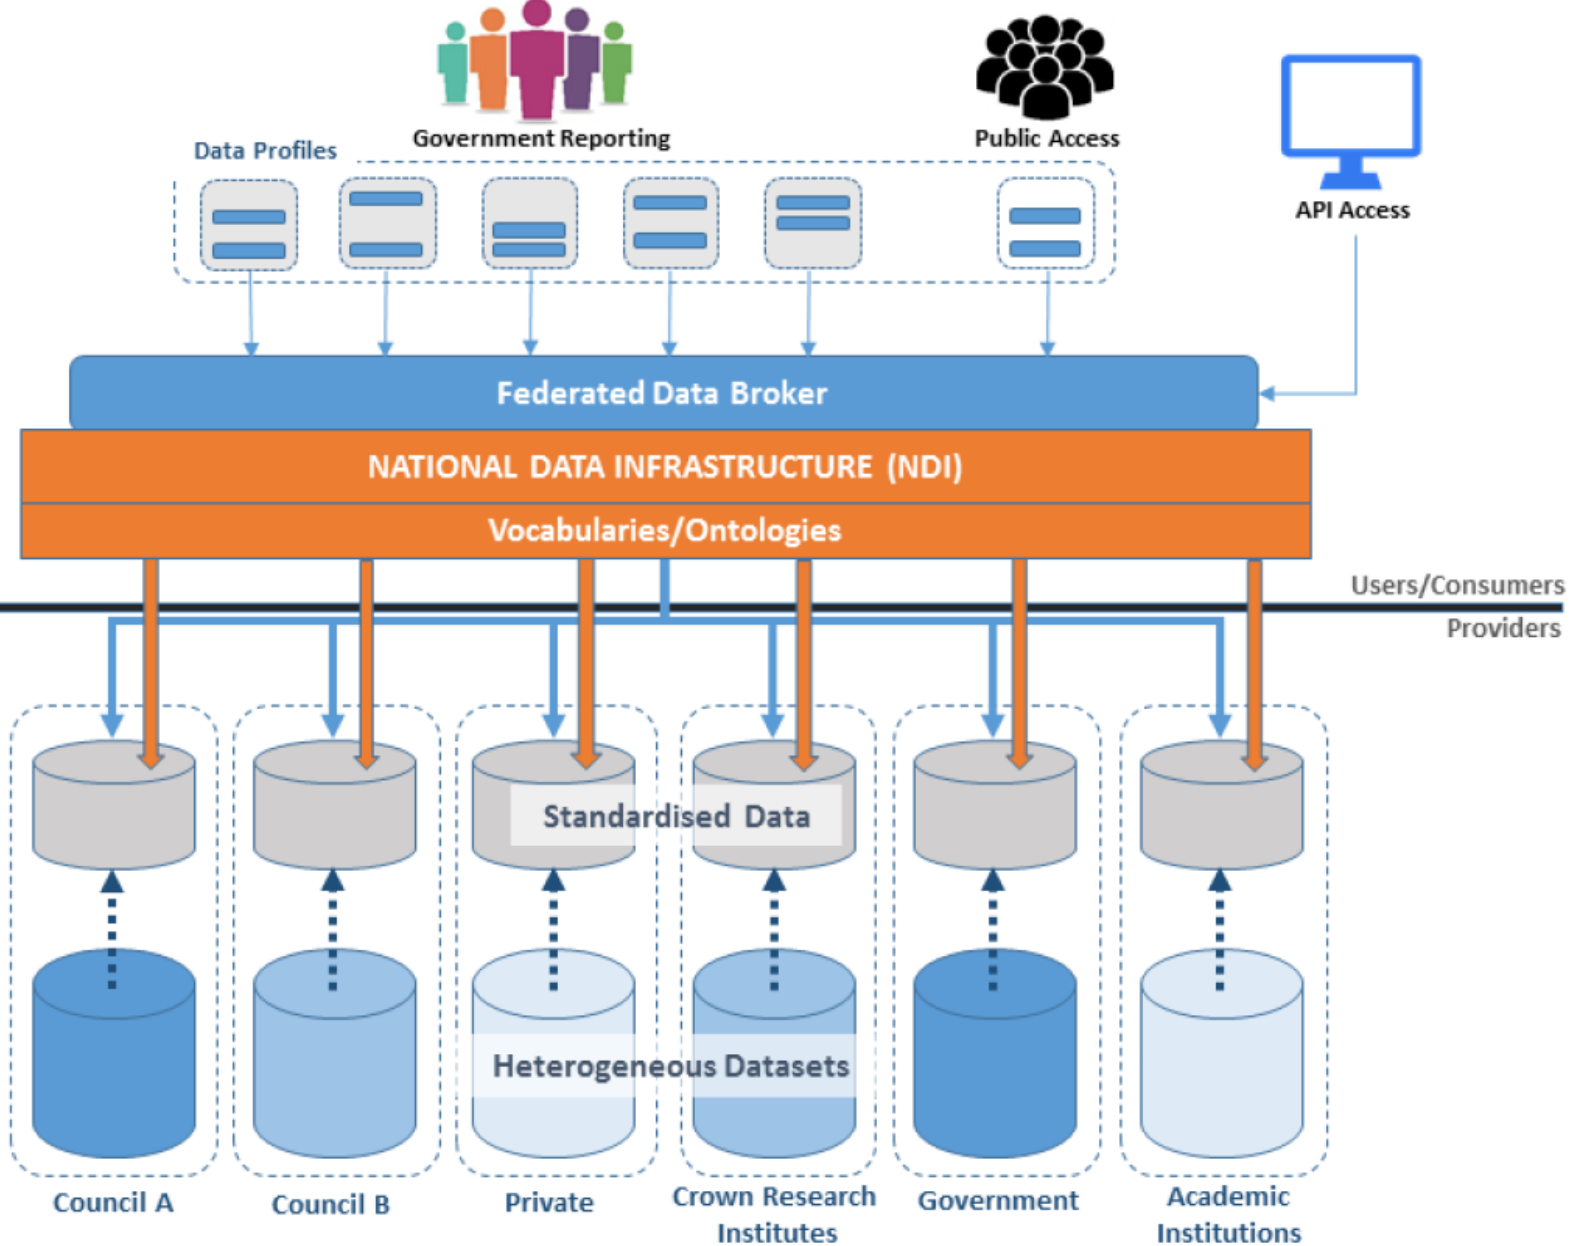 Government Reporting
Public Access
Data Profiles
API Access
Federated Data Broker
NATIONAL DATA INFRASTRUCTURE (NDI)
Vocabularies/Ontologies
Users/Consumers
Providers
Standardised Data
Heterogeneous Datasets
Council A
Council B
Private
Crown Research
Institutes
Government
Academic
Institutions